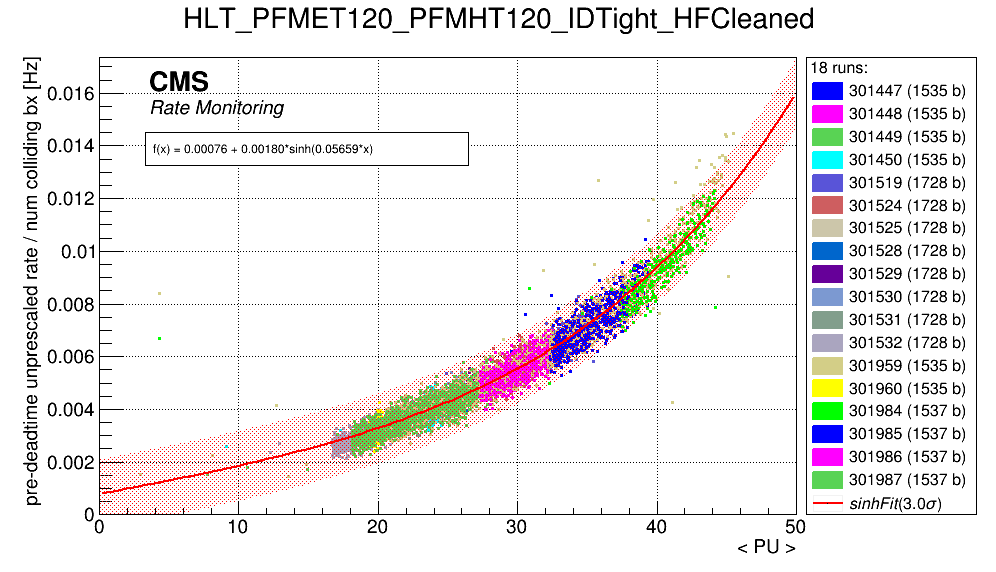 HLT_PFMET120_PFMHT120_IDTight_HFCleaned
pre-deadtime unprescaled rate / num colliding bx [Hz]
CMS
Rate Monitoring
f(x) = 0.00076 + 0.00180*sinh(0.05659*x)
0.016
0.014
0.012
0.01
0.008
0.006
0.004
0.002
0
0 10 20 30 40 50
< PU >
18 runs:
301447 (1535 b)
301448 (1535 b)
301449 (1535 b)
301450 (1535 b)
301519 (1728 b)
301524 (1728 b)
301525 (1728 b)
301528 (1728 b)
301529 (1728 b)
301530 (1728 b)
301531 (1728 b)
301532 (1728 b)
301959 (1535 b)
301960 (1535 b)
301984 (1537 b)
301985 (1537 b)
301986 (1537 b)
301987 (1537 b)
sinhFit(3.0σ)